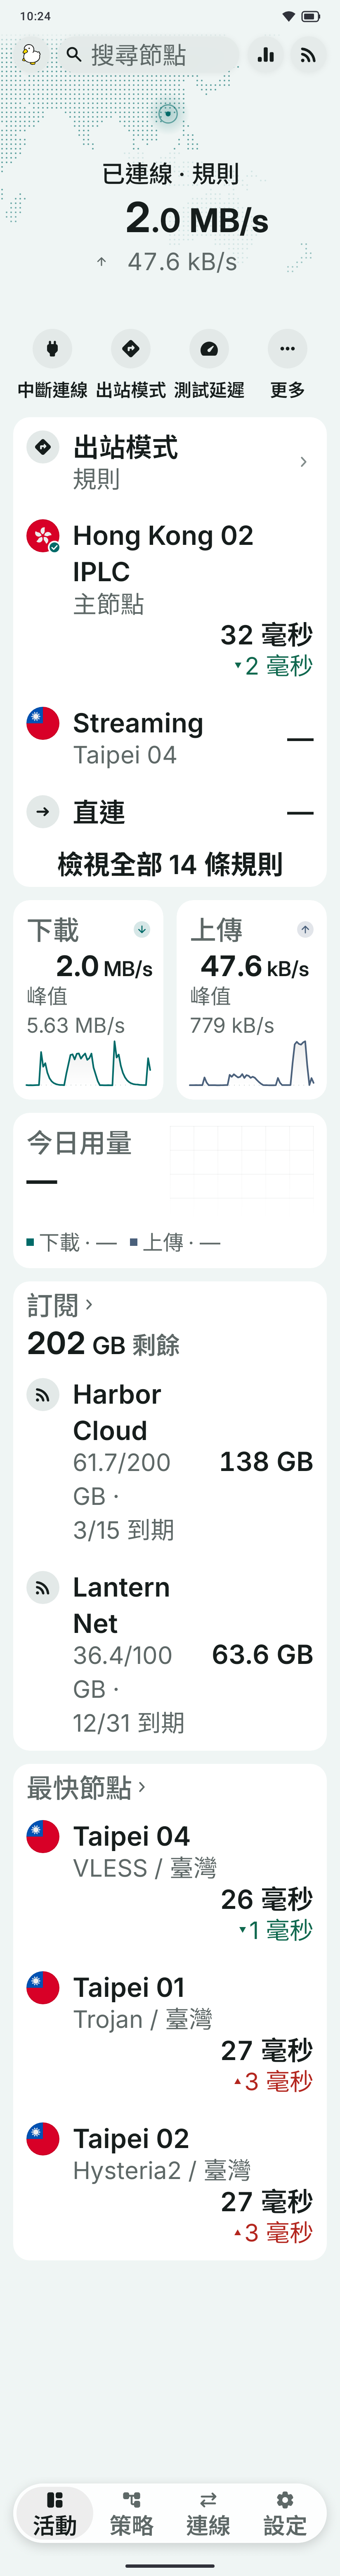 10:24
搜尋節點
已連線 · 規則
2.0 MB/s
↑ 47.6 kB/s
中斷連線 出站模式 測試延遲 更多
出站模式
規則
Hong Kong 02
IPLC
主節點
32 毫秒
▼2 毫秒
Streaming
Taipei 04
—
直連
—
檢視全部 14 條規則
下載
2.0 MB/s
峰值
5.63 MB/s
上傳
47.6 kB/s
峰值
779 kB/s
今日用量
—
下載 · — 上傳 · —
訂閱
202 GB 剩餘
Harbor
Cloud
61.7/200
GB ·
3/15 到期
138 GB
Lantern
Net
36.4/100
GB ·
12/31 到期
63.6 GB
最快節點
Taipei 04
VLESS / 臺灣
26 毫秒
▼1 毫秒
Taipei 01
Trojan / 臺灣
27 毫秒
▲3 毫秒
Taipei 02
Hysteria2 / 臺灣
27 毫秒
▲3 毫秒
活動 策略 連線 設定